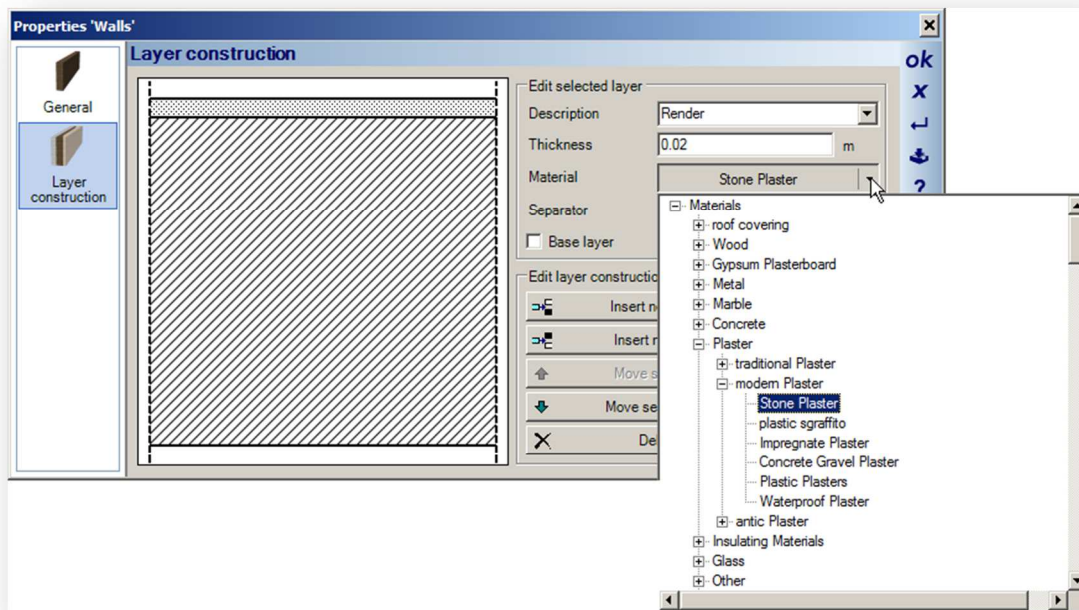 Properties 'Walls'
Layer construction
General
Layer
construction
Edit selected layer
Description
Render
Thickness
0.02
m
Material
Stone Plaster
Separator
Base layer
Edit layer constructio
Insert n
Insert n
Move s
Move se
Del
ok
x
?
Materials
roof covering
Wood
Gypsum Plasterboard
Metal
Marble
Concrete
Plaster
traditional Plaster
modern Plaster
Stone Plaster
plastic sgraffito
Impregnate Plaster
Concrete Gravel Plaster
Plastic Plasters
Waterproof Plaster
antic Plaster
Insulating Materials
Glass
Other